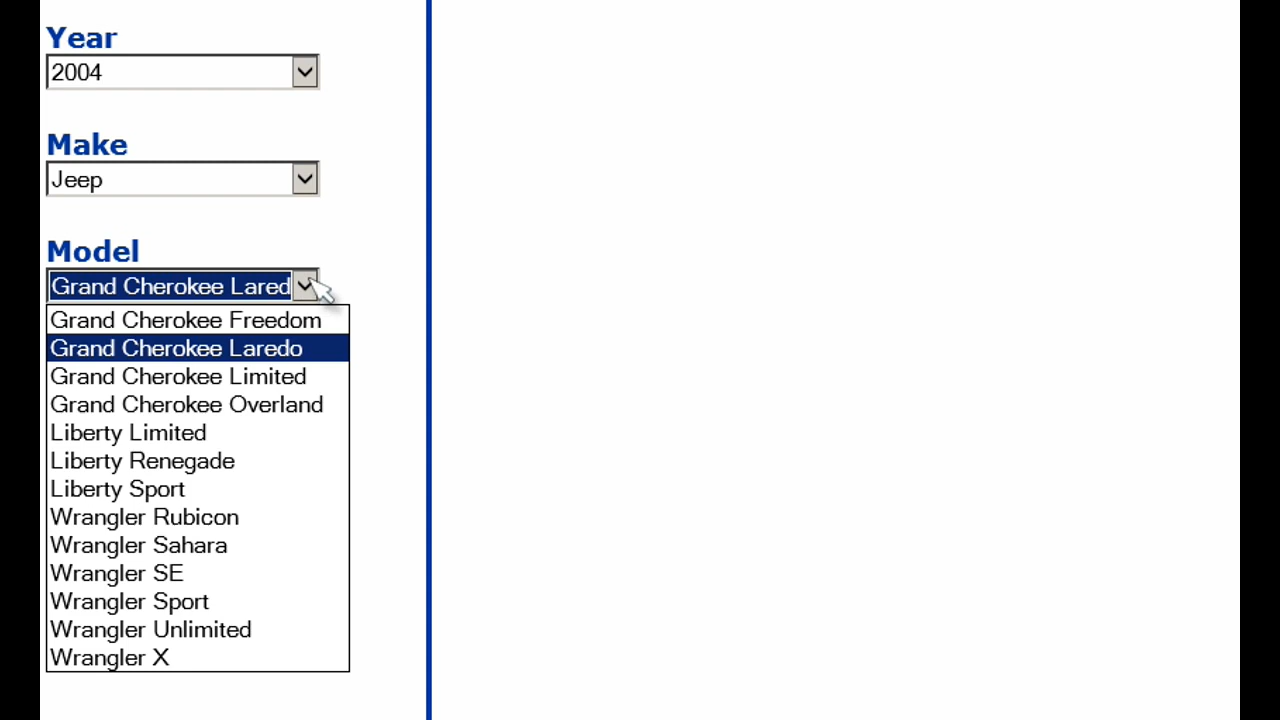 Year
2004
Make
Jeep
Model
Grand Cherokee Lared
Grand Cherokee Freedom
Grand Cherokee Laredo
Grand Cherokee Limited
Grand Cherokee Overland
Liberty Limited
Liberty Renegade
Liberty Sport
Wrangler Rubicon
Wrangler Sahara
Wrangler SE
Wrangler Sport
Wrangler Unlimited
Wrangler X